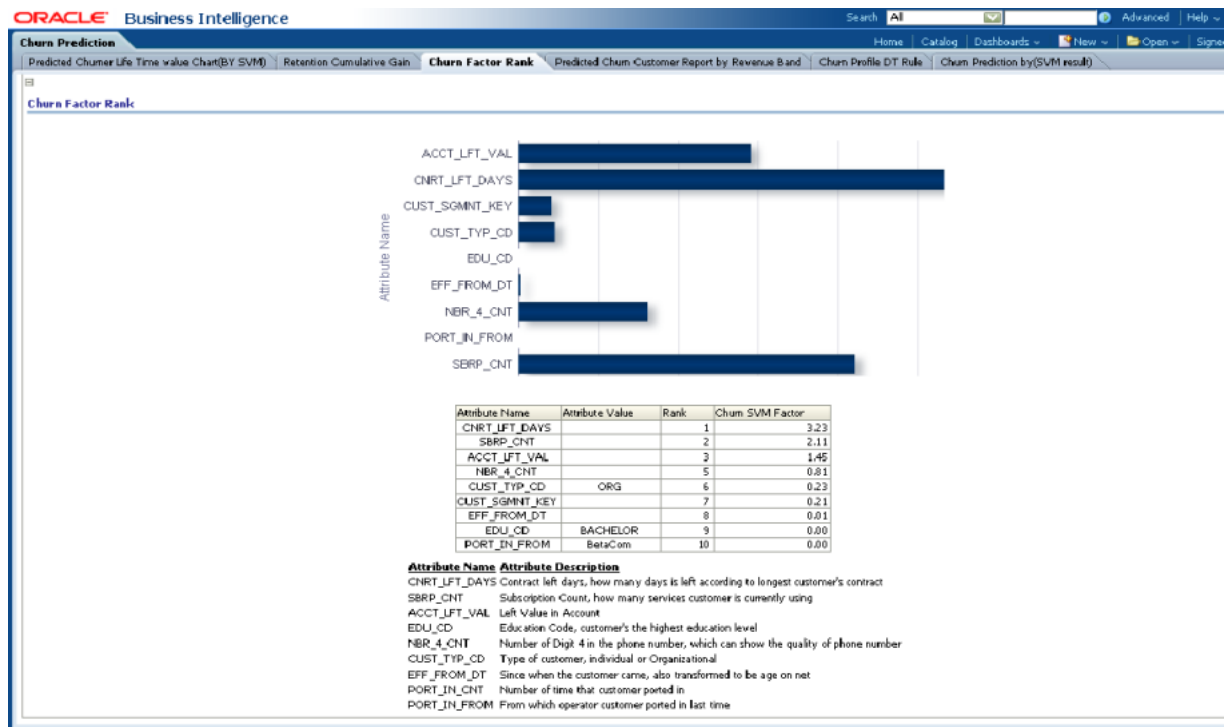 ORACLE Business Intelligence
Search All Advanced Help
Churn Prediction
Home Catalog Dashboards New Open Signe
Predicted Churner Life Time value Chart(BY SVM) Retention Cumulative Gain Churn Factor Rank Predicted Churn Customer Report by Revenue Band Churn Profile DT Rule Churn Prediction by(SVM result)
Churn Factor Rank
Attribute Name
ACCT_LFT_VAL
CNRT_LFT_DAYS
CUST_SGMNT_KEY
CUST_TYP_CD
EDU_CD
EFF_FROM_DT
NBR_4_CNT
PORT_IN_FROM
SBRP_CNT
Attribute Name Attribute Value Rank Churn SVM Factor
CNRT_LFT_DAYS 1 3.23
SBRP_CNT 2 2.11
ACCT_LFT_VAL 3 1.45
NBR_4_CNT 5 0.81
CUST_TYP_CD ORG 6 0.23
CUST_SGMNT_KEY 7 0.21
EFF_FROM_DT 8 0.01
EDU_CD BACHELOR 9 0.00
PORT_IN_FROM BetaCom 10 0.00
Attribute Name Attribute Description
CNRT_LFT_DAYS Contract left days, how many days is left according to longest customer's contract
SBRP_CNT Subscription Count, how many services customer is currently using
ACCT_LFT_VAL Left Value in Account
EDU_CD Education Code, customer's the highest education level
NBR_4_CNT Number of Digit 4 in the phone number, which can show the quality of phone number
CUST_TYP_CD Type of customer, individual or Organizational
EFF_FROM_DT Since when the customer came, also transformed to be age on net
PORT_IN_CNT Number of time that customer ported in
PORT_IN_FROM From which operator customer ported in last time